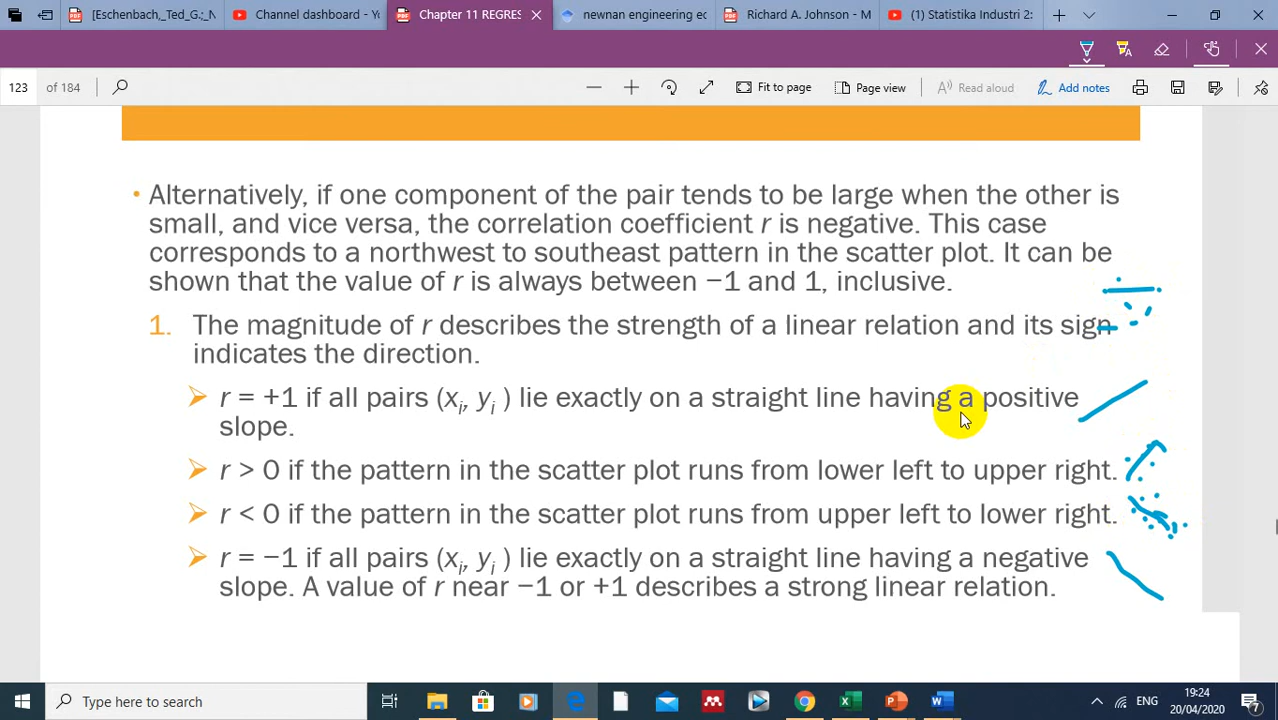 Eschenbach,_Ted_G.;_N
Channel dashboard - Ya
Chapter 11 REGRES
newnan engineering ec
Richard A. Johnson - M
(1) Statistika Industri 2:
123 of 184
Fit to page
Page view
A)) Read aloud
Add notes
• Alternatively, if one component of the pair tends to be large when the other is
small, and vice versa, the correlation coefficient r is negative. This case
corresponds to a northwest to southeast pattern in the scatter plot. It can be
shown that the value of r is always between −1 and 1, inclusive.
1. The magnitude of r describes the strength of a linear relation and its sign
indicates the direction.
➢ r = +1 if all pairs (xi, yi ) lie exactly on a straight line having a positive
slope.
➢ r > 0 if the pattern in the scatter plot runs from lower left to upper right.
➢ r < 0 if the pattern in the scatter plot runs from upper left to lower right.
➢ r = −1 if all pairs (xi, yi ) lie exactly on a straight line having a negative
slope. A value of r near −1 or +1 describes a strong linear relation.
Type here to search
ENG
19:24
20/04/2020
7